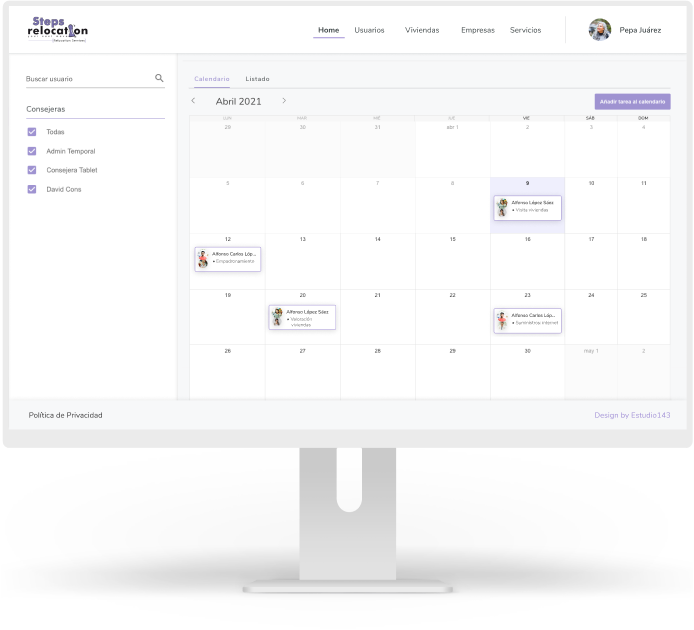 Steps
relocation
(Relocation Services)
Home Usuarios Viviendas Empresas Servicios Pepa Juárez
Buscar usuario
Consejeras
Todas
Admin Temporal
Consejera Tablet
David Cons
Calendario Listado
< Abril 2021 >
Añadir tarea al calendario
LUN MAR MIÉ JUE VIE SÁB DOM
29 30 31 abr 1 2 3 4
5 6 7 8 9 10 11
Alfonso López Sáez
• Visita viviendas
12 13 14 15 16 17 18
Alfonso Carlos Lóp...
• Empadronamiento
19 20 21 22 23 24 25
Alfonso López Sáez
• Valoración
viviendas
Alfonso Carlos Lóp...
• Suministros internet
26 27 28 29 30 may 1 2
Política de Privacidad
Design by Estudio143